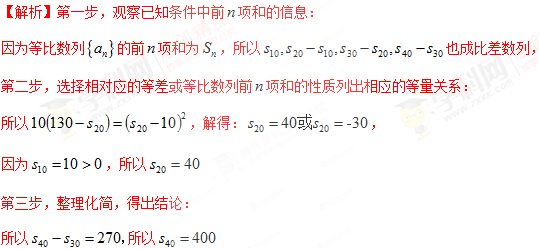 【解析】第一步，观察已知条件中前n项和的信息：
因为等比数列{aₙ}的前n项和为Sₙ，所以s₁₀,s₂₀−s₁₀,s₃₀−s₂₀,s₄₀−s₃₀也成比差数列，
第二步，选择相对应的等差或等比数列前n项和的性质列出相应的等量关系：
所以10(130−s₂₀)=(s₂₀−10)²，解得：s₂₀=40或s₂₀=-30，
因为s₁₀=10>0，所以s₂₀=40
第三步，整理化简，得出结论：
所以s₄₀−s₃₀=270,所以s₄₀=400